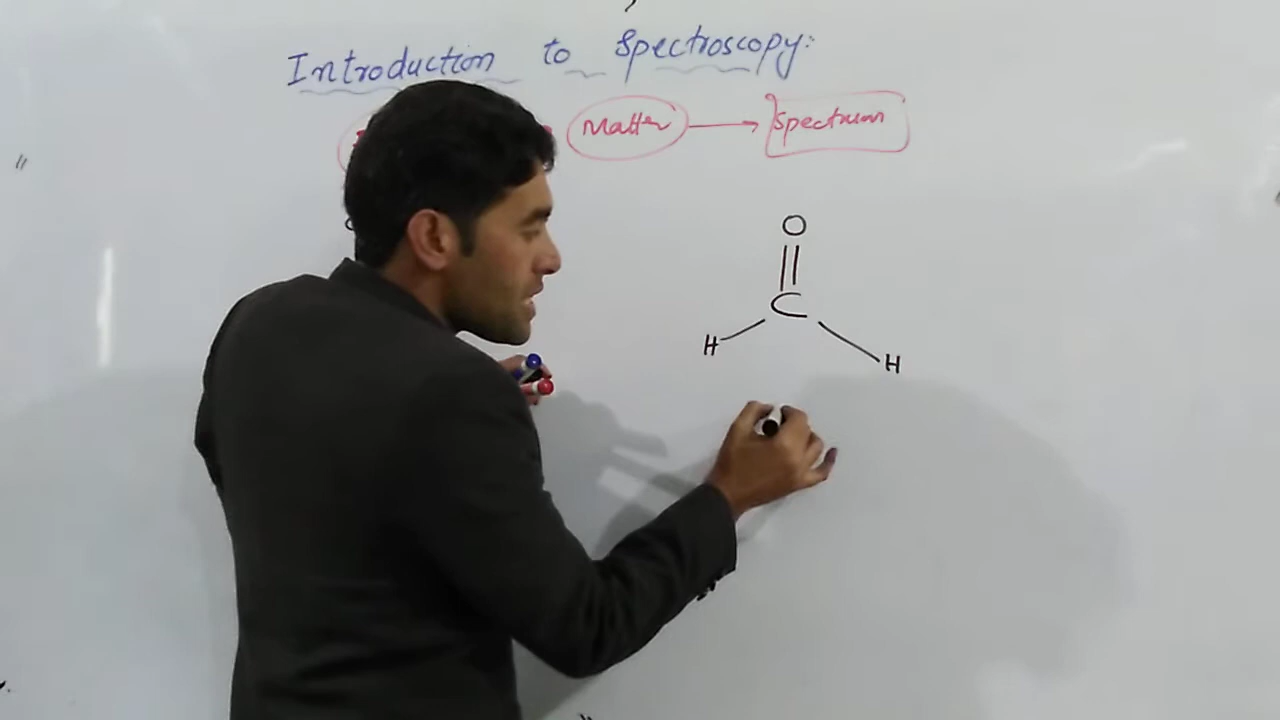 Introduction to Spectroscopy:
Matter → Spectrum
O
C
H H